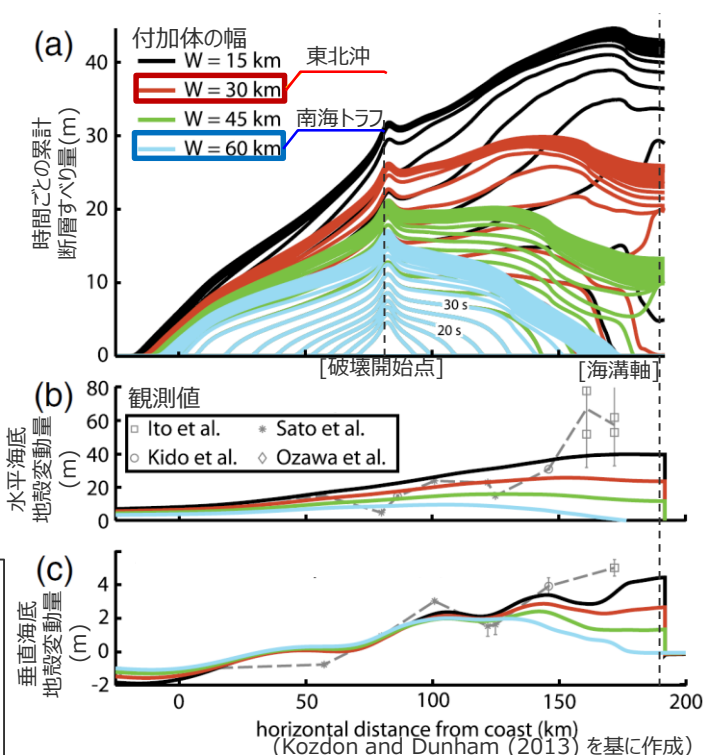 (a)
付加体の幅
W = 15 km
W = 30 km
W = 45 km
W = 60 km
東北沖
南海トラフ
時間ごとの累計
断層すべり量(m)
40
30
20
10
0
30 s
20 s
[破壊開始点]
[海溝軸]
(b)
観測値
Ito et al.
Sato et al.
Kido et al.
Ozawa et al.
水平海底
地殻変動量
(m)
80
60
40
20
0
(c)
垂直海底
地殻変動量
(m)
4
2
0
-2
0
50
100
150
200
horizontal distance from coast (km)
(Kozdon and Dunham (2013) を基に作成)